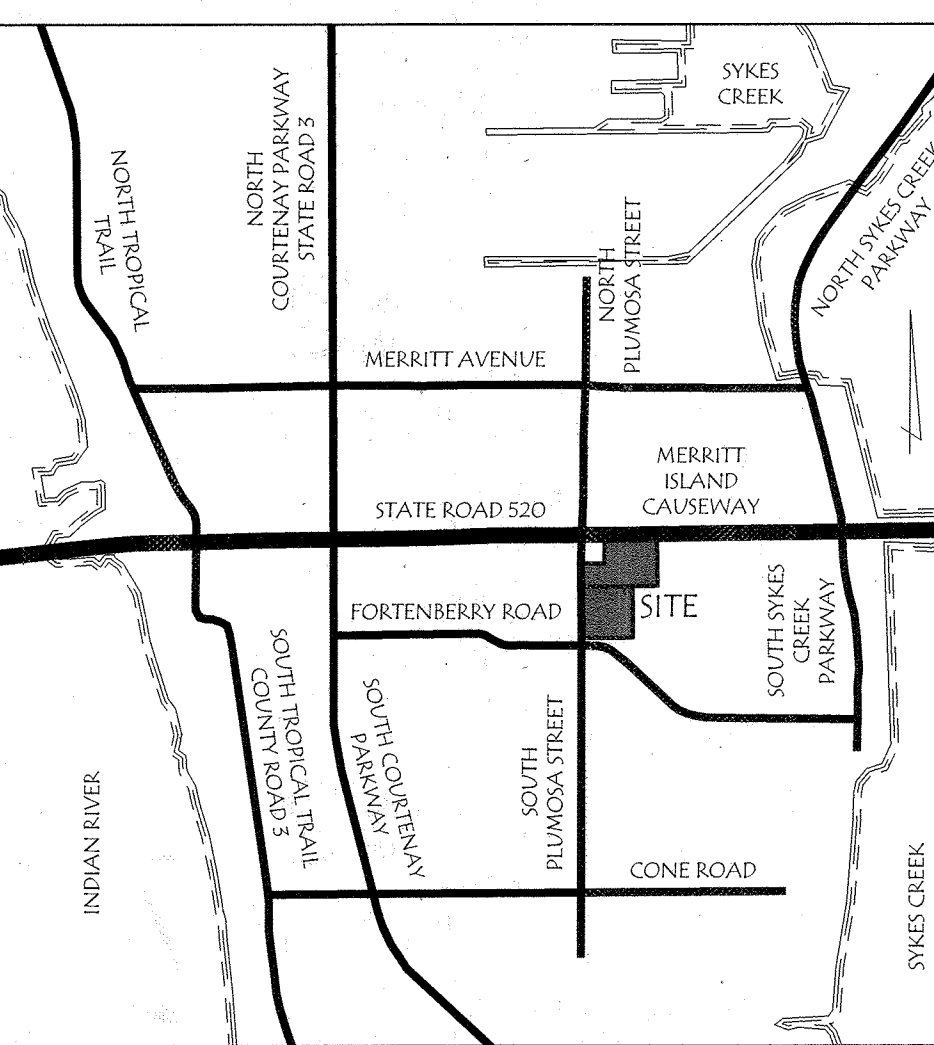 SYKES
CREEK
NORTH
COURTENAY PARKWAY
STATE ROAD 3
NORTH TROPICAL
TRAIL
NORTH
PLUMOSA STREET
NORTH SYKES CREEK
PARKWAY
MERRITT AVENUE
MERRITT
ISLAND
CAUSEWAY
STATE ROAD 520
FORTENBERRY ROAD
SITE
SOUTH SYKES
CREEK
PARKWAY
SOUTH TROPICAL TRAIL
COUNTY ROAD 3
SOUTH COURTENAY
PARKWAY
SOUTH
PLUMOSA STREET
INDIAN RIVER
CONE ROAD
SYKES CREEK